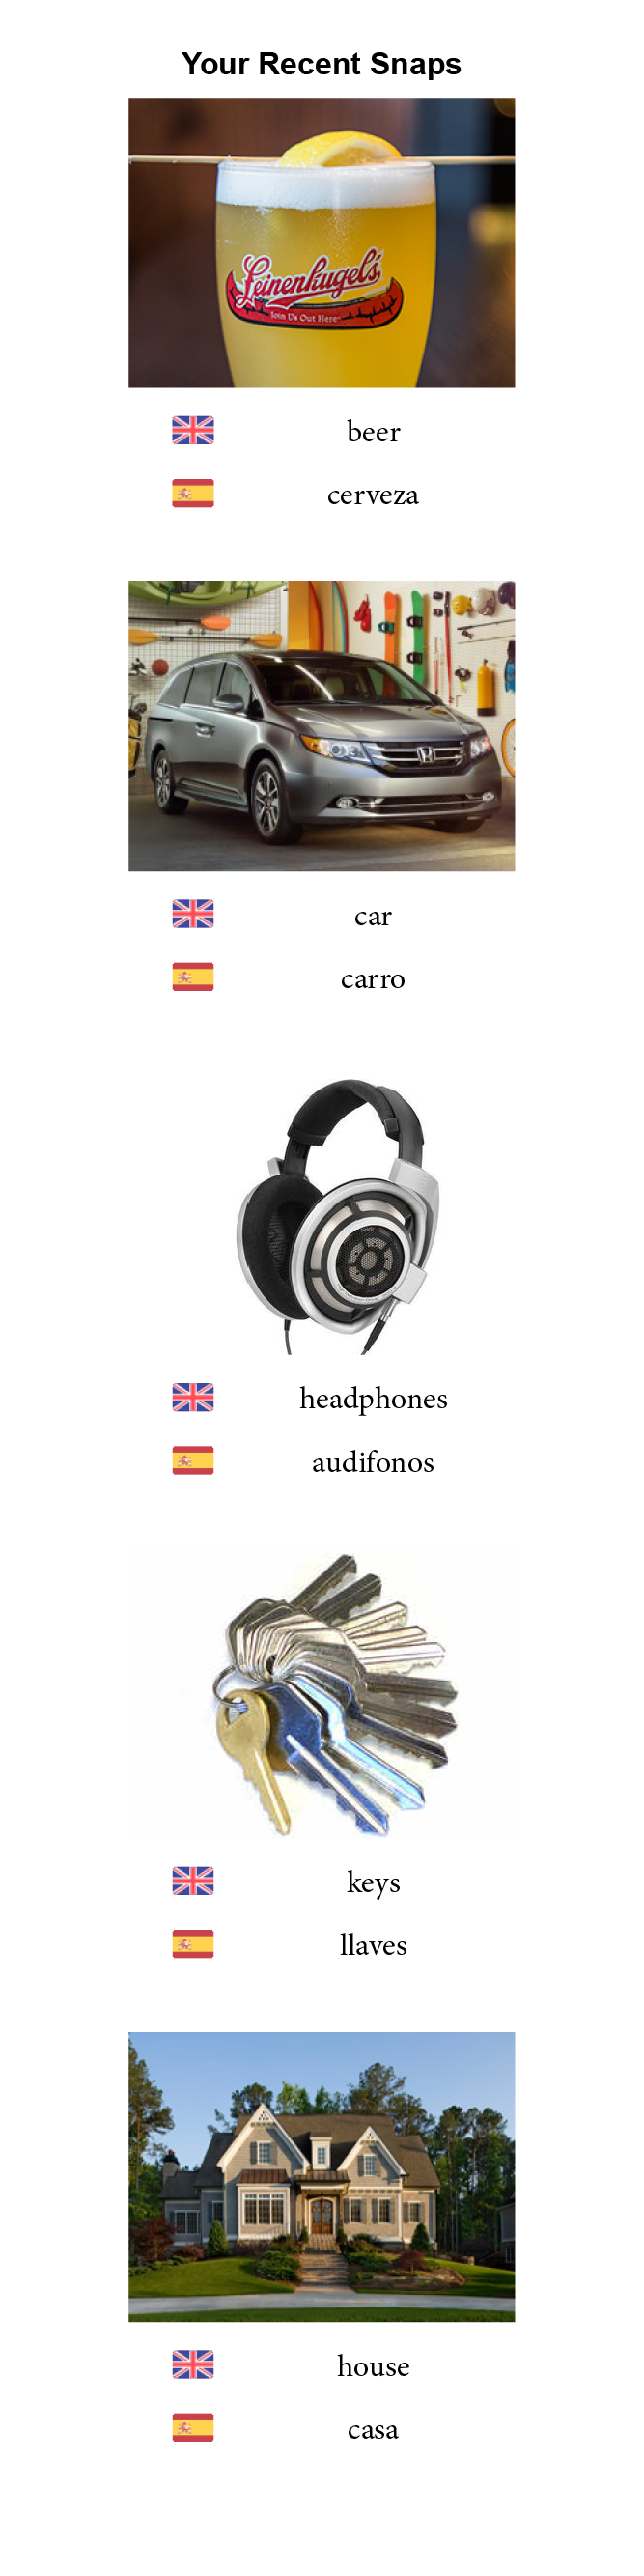 Your Recent Snaps
Leinenkugel's
Join Us Out Here
beer
cerveza
car
carro
headphones
audifonos
keys
llaves
house
casa